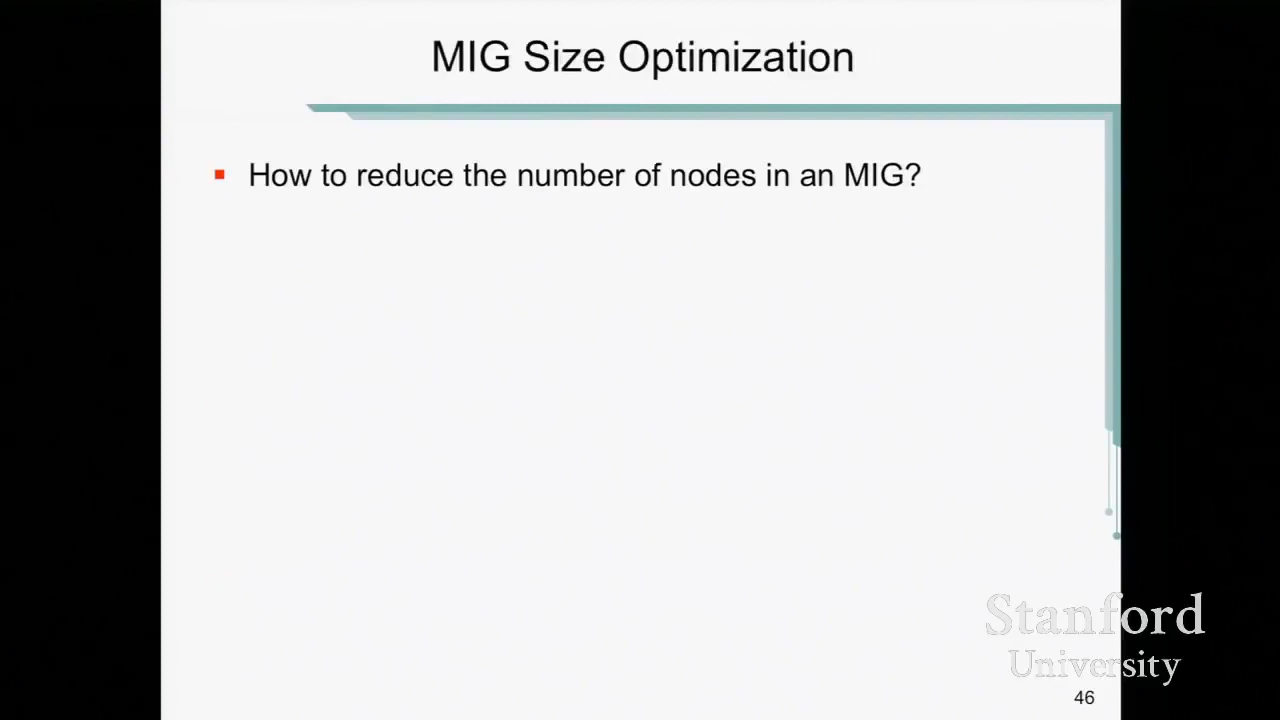 MIG Size Optimization
How to reduce the number of nodes in an MIG?
Stanford
University
46